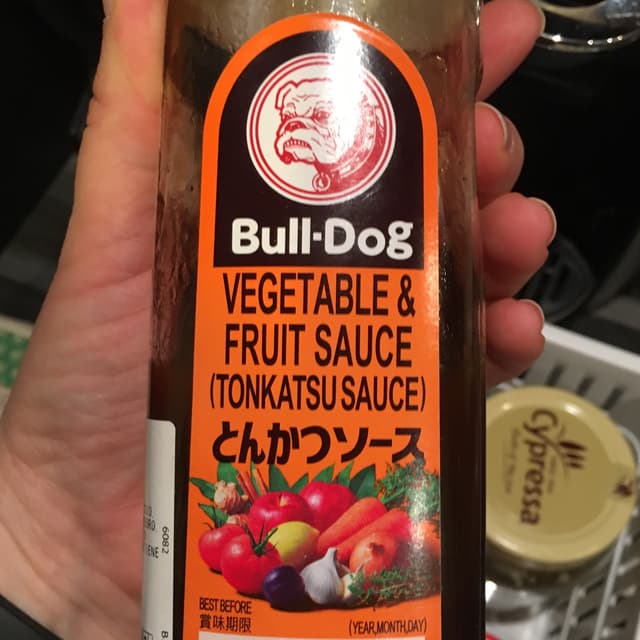 Bull-Dog
VEGETABLE &
FRUIT SAUCE
(TONKATSU SAUCE)
とんかつソース
BEST BEFORE
賞味期限
(YEAR,MONTH,DAY)
6082
Cypressa